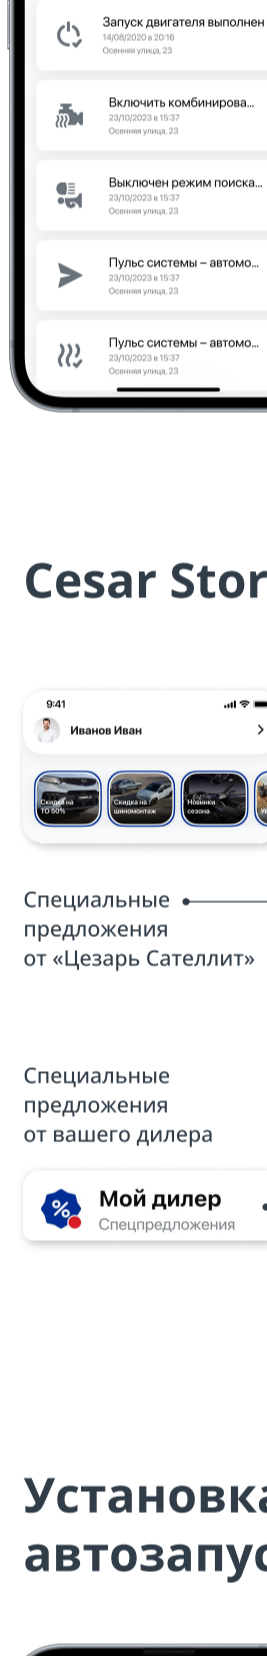 Запуск двигателя выполнен
14/08/2020 в 20:16
Осенняя улица, 23
Включить комбинирова...
23/10/2023 в 15:37
Осенняя улица, 23
Выключен режим поиска...
23/10/2023 в 15:37
Осенняя улица, 23
Пульс системы – автомо...
23/10/2023 в 15:37
Осенняя улица, 23
Пульс системы – автомо...
23/10/2023 в 15:37
Осенняя улица, 23
Cesar Stor
9:41
Иванов Иван
Скидка на
ТО 50%
Скидка на
шиномонтаж
Новинки
сезона
Специальные
предложения
от «Цезарь Сателлит»
Специальные
предложения
от вашего дилера
%
Мой дилер
Спецпредложения
Установка
автозапус